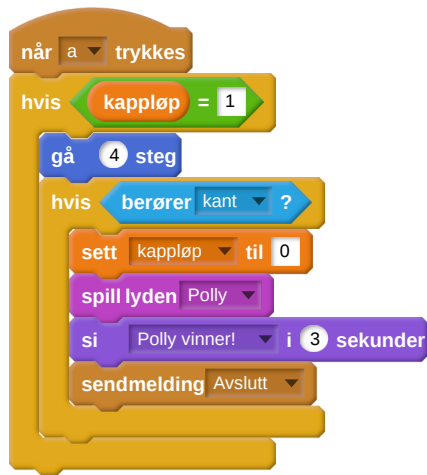 når a trykkes
hvis kappløp = 1
gå 4 steg
hvis berører kant ?
sett kappløp til 0
spill lyden Polly
si Polly vinner! i 3 sekunder
sendmelding Avslutt